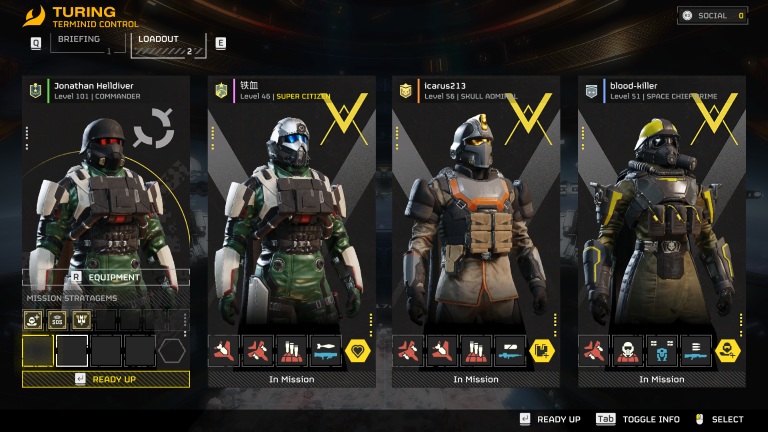 TURING
TERMINID CONTROL
SOCIAL 0
Q BRIEFING 1 LOADOUT 2 E
Jonathan Helldiver
Level 101 | COMMANDER
铁血
Level 46 | SUPER CITIZEN
icarus213
Level 56 | SKULL ADMIRAL
blood-killer
Level 51 | SPACE CHIEF PRIME
R EQUIPMENT
MISSION STRATAGEMS
SOS
READY UP
In Mission
In Mission
In Mission
READY UP Tab TOGGLE INFO SELECT